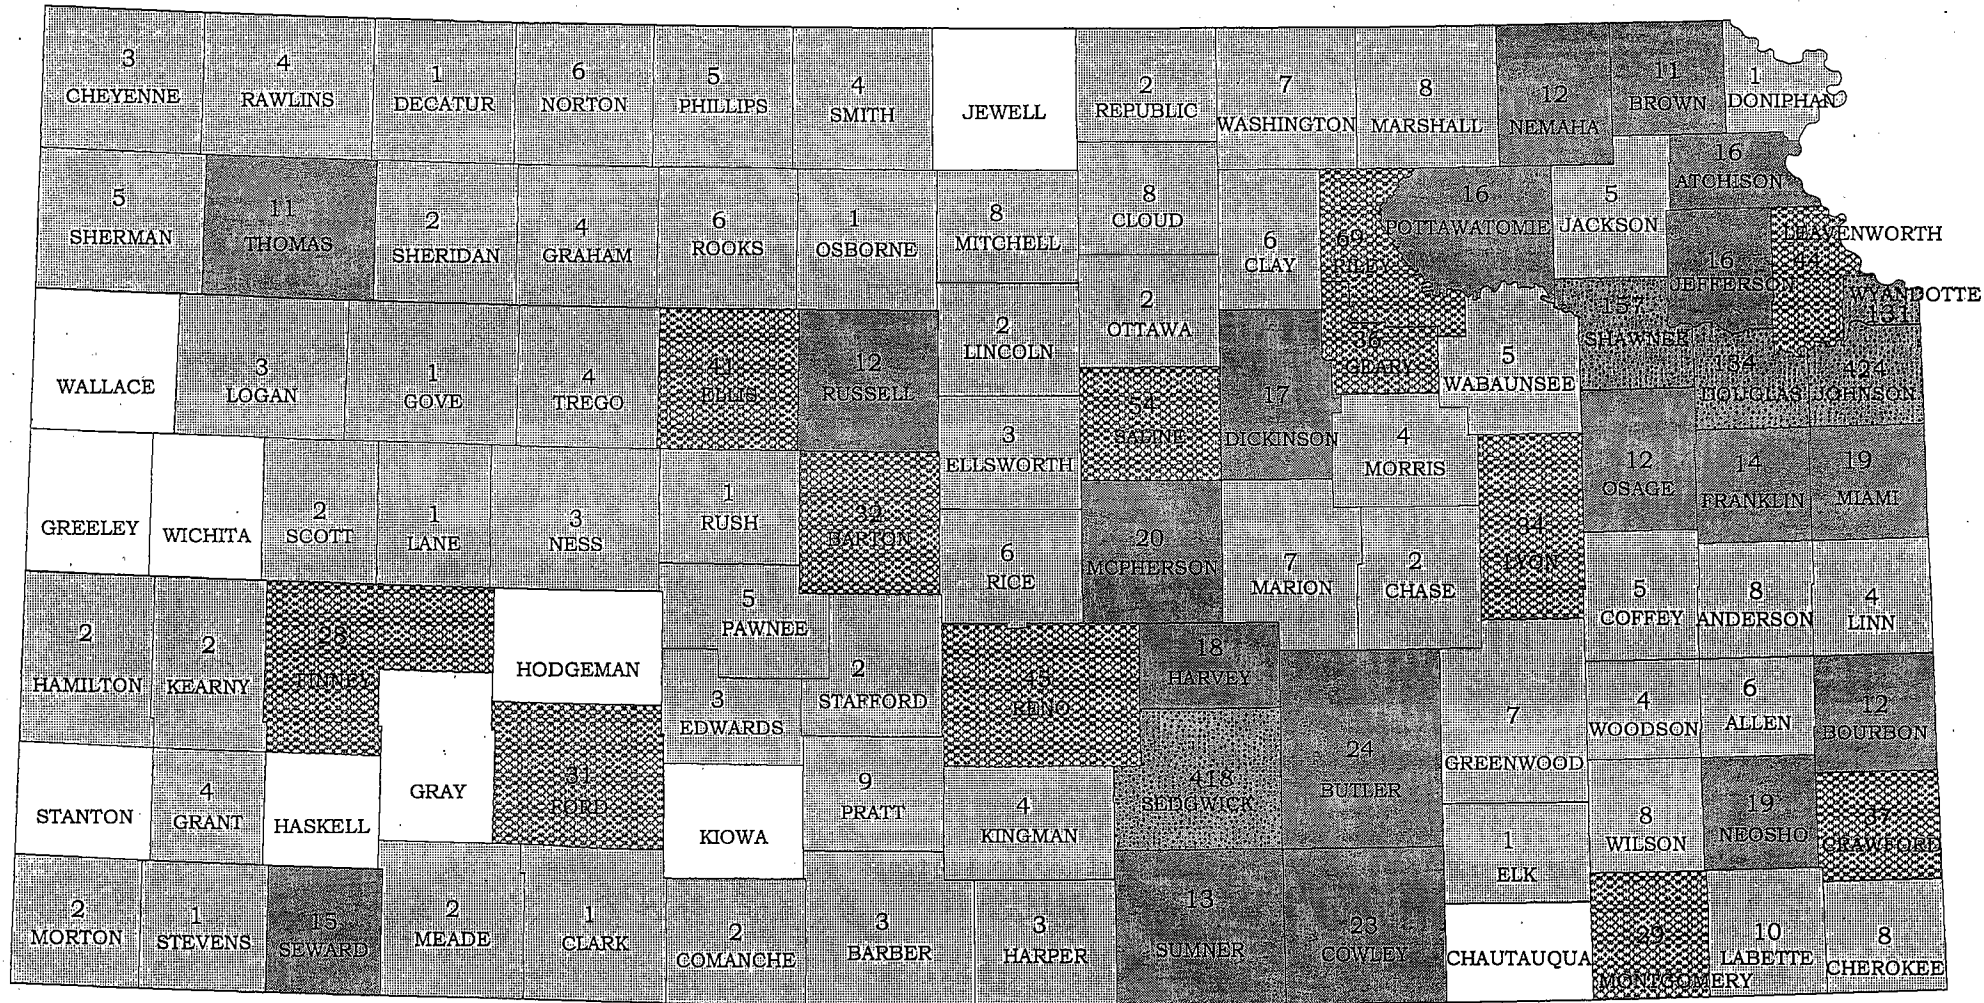 3
CHEYENNE
4
RAWLINS
1
DECATUR
6
NORTON
5
PHILLIPS
4
SMITH
JEWELL
2
REPUBLIC
7
WASHINGTON
8
MARSHALL
12
NEMAHA
11
BROWN
1
DONIPHAN
16
ATCHISON
5
SHERMAN
11
THOMAS
2
SHERIDAN
4
GRAHAM
6
ROOKS
1
OSBORNE
8
MITCHELL
8
CLOUD
6
CLAY
69
RILEY
16
POTTAWATOMIE
5
JACKSON
16
JEFFERSON
LEAVENWORTH
44
WYANDOTTE
131
WALLACE
3
LOGAN
1
GOVE
4
TREGO
41
ELLIS
12
RUSSELL
2
LINCOLN
2
OTTAWA
54
SALINE
17
DICKINSON
36
GEARY
5
WABAUNSEE
157
SHAWNEE
134
DOUGLAS
424
JOHNSON
GREELEY
WICHITA
2
SCOTT
1
LANE
3
NESS
1
RUSH
32
BARTON
3
ELLSWORTH
6
RICE
20
MCPHERSON
7
MARION
4
MORRIS
2
CHASE
34
LYON
12
OSAGE
14
FRANKLIN
19
MIAMI
5
COFFEY
8
ANDERSON
4
LINN
2
HAMILTON
2
KEARNY
28
FINNEY
HODGEMAN
5
PAWNEE
3
EDWARDS
2
STAFFORD
45
RENO
18
HARVEY
418
SEDGWICK
24
BUTLER
7
GREENWOOD
4
WOODSON
6
ALLEN
12
BOURBON
STANTON
4
GRANT
HASKELL
GRAY
31
FORD
KIOWA
9
PRATT
4
KINGMAN
1
ELK
8
WILSON
19
NEOSHO
37
CRAWFORD
2
MORTON
1
STEVENS
15
SEWARD
2
MEADE
1
CLARK
2
COMANCHE
3
BARBER
3
HARPER
13
SUMNER
23
COWLEY
CHAUTAUQUA
29
MONTGOMERY
10
LABETTE
8
CHEROKEE